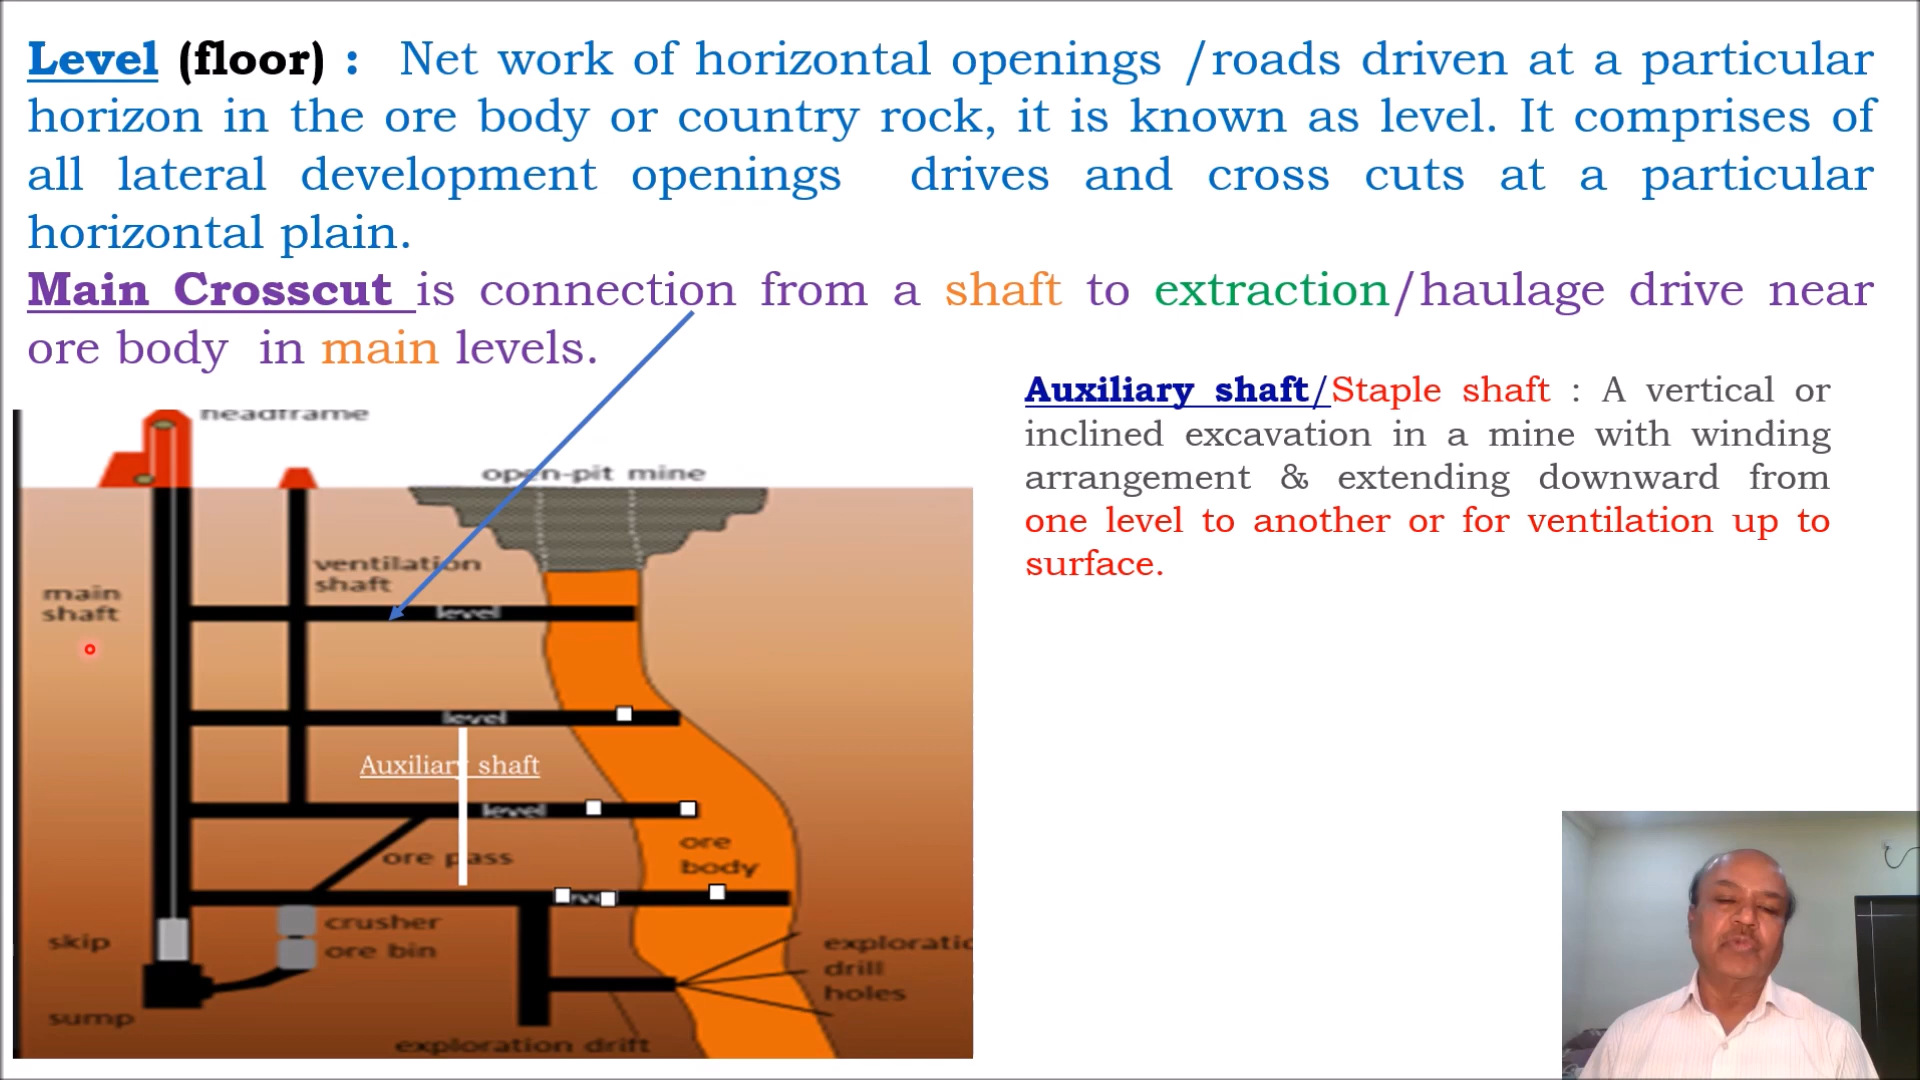 Level (floor) : Net work of horizontal openings /roads driven at a particular
horizon in the ore body or country rock, it is known as level. It comprises of
all lateral development openings drives and cross cuts at a particular
horizontal plain.
Main Crosscut is connection from a shaft to extraction/haulage drive near
ore body in main levels.
Auxiliary shaft/Staple shaft : A vertical or
inclined excavation in a mine with winding
arrangement & extending downward from
one level to another or for ventilation up to
surface.
headframe
open-pit mine
ventilation
shaft
main
shaft
level
level
Auxiliary shaft
level
ore
body
ore pass
crusher
ore bin
skip
sump
drill
holes
exploration drift